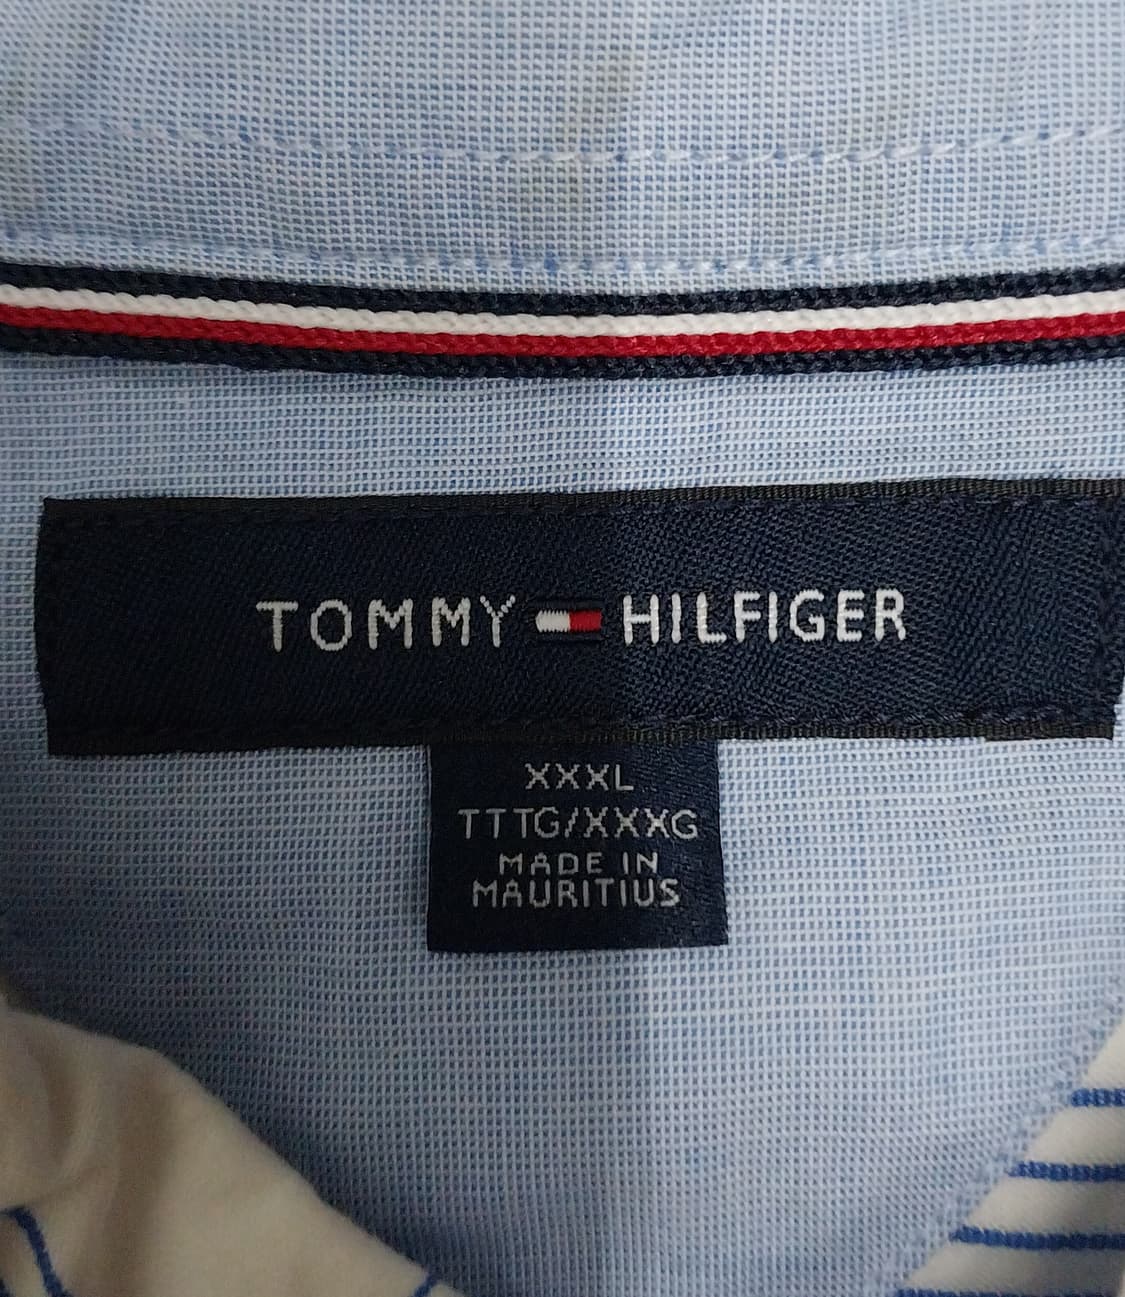 TOMMY HILFIGER
XXXL
TTTG/XXXG
MADE IN
MAURITIUS